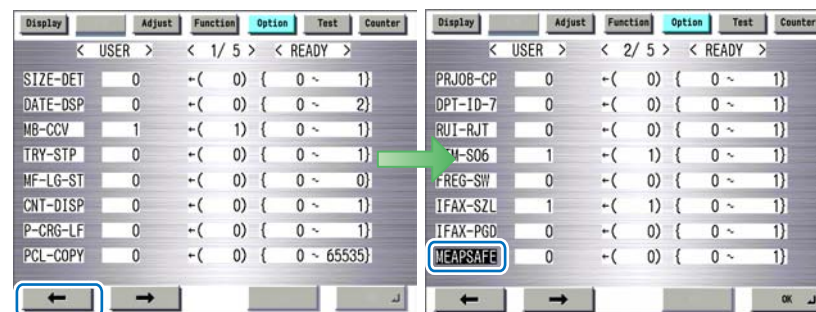 Display Adjust Function Option Test Counter
< USER > < 1/ 5 > < READY >
SIZE-DET 0 ←( 0) { 0 ~ 1}
DATE-DSP 0 ←( 0) { 0 ~ 2}
MB-CCV 1 ←( 1) { 0 ~ 1}
TRY-STP 0 ←( 0) { 0 ~ 1}
MF-LG-ST 0 ←( 0) { 0 ~ 0}
CNT-DISP 0 ←( 0) { 0 ~ 1}
P-CRG-LF 0 ←( 0) { 0 ~ 1}
PCL-COPY 0 ←( 0) { 0 ~ 65535}
← →
Display Adjust Function Option Test Counter
< USER > < 2/ 5 > < READY >
PRJOB-CP 0 ←( 0) { 0 ~ 1}
DPT-ID-7 0 ←( 0) { 0 ~ 1}
RUI-RJT 0 ←( 0) { 0 ~ 1}
M-S06 1 ←( 1) { 0 ~ 1}
FREG-SW 0 ←( 0) { 0 ~ 1}
IFAX-SZL 1 ←( 1) { 0 ~ 1}
IFAX-PGD 0 ←( 0) { 0 ~ 1}
MEAPSAFE 0 ←( 0) { 0 ~ 1}
← → OK ┘